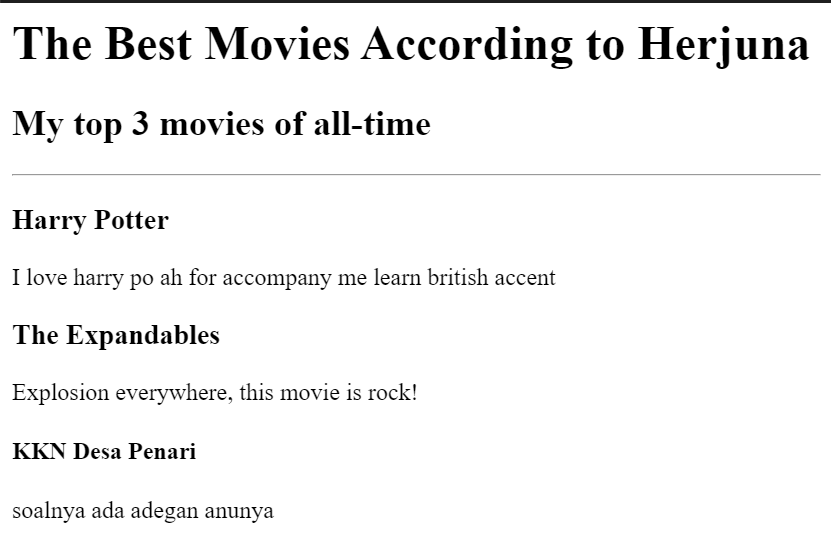 The Best Movies According to Herjuna
My top 3 movies of all-time
Harry Potter
I love harry po ah for accompany me learn british accent
The Expandables
Explosion everywhere, this movie is rock!
KKN Desa Penari
soalnya ada adegan anunya